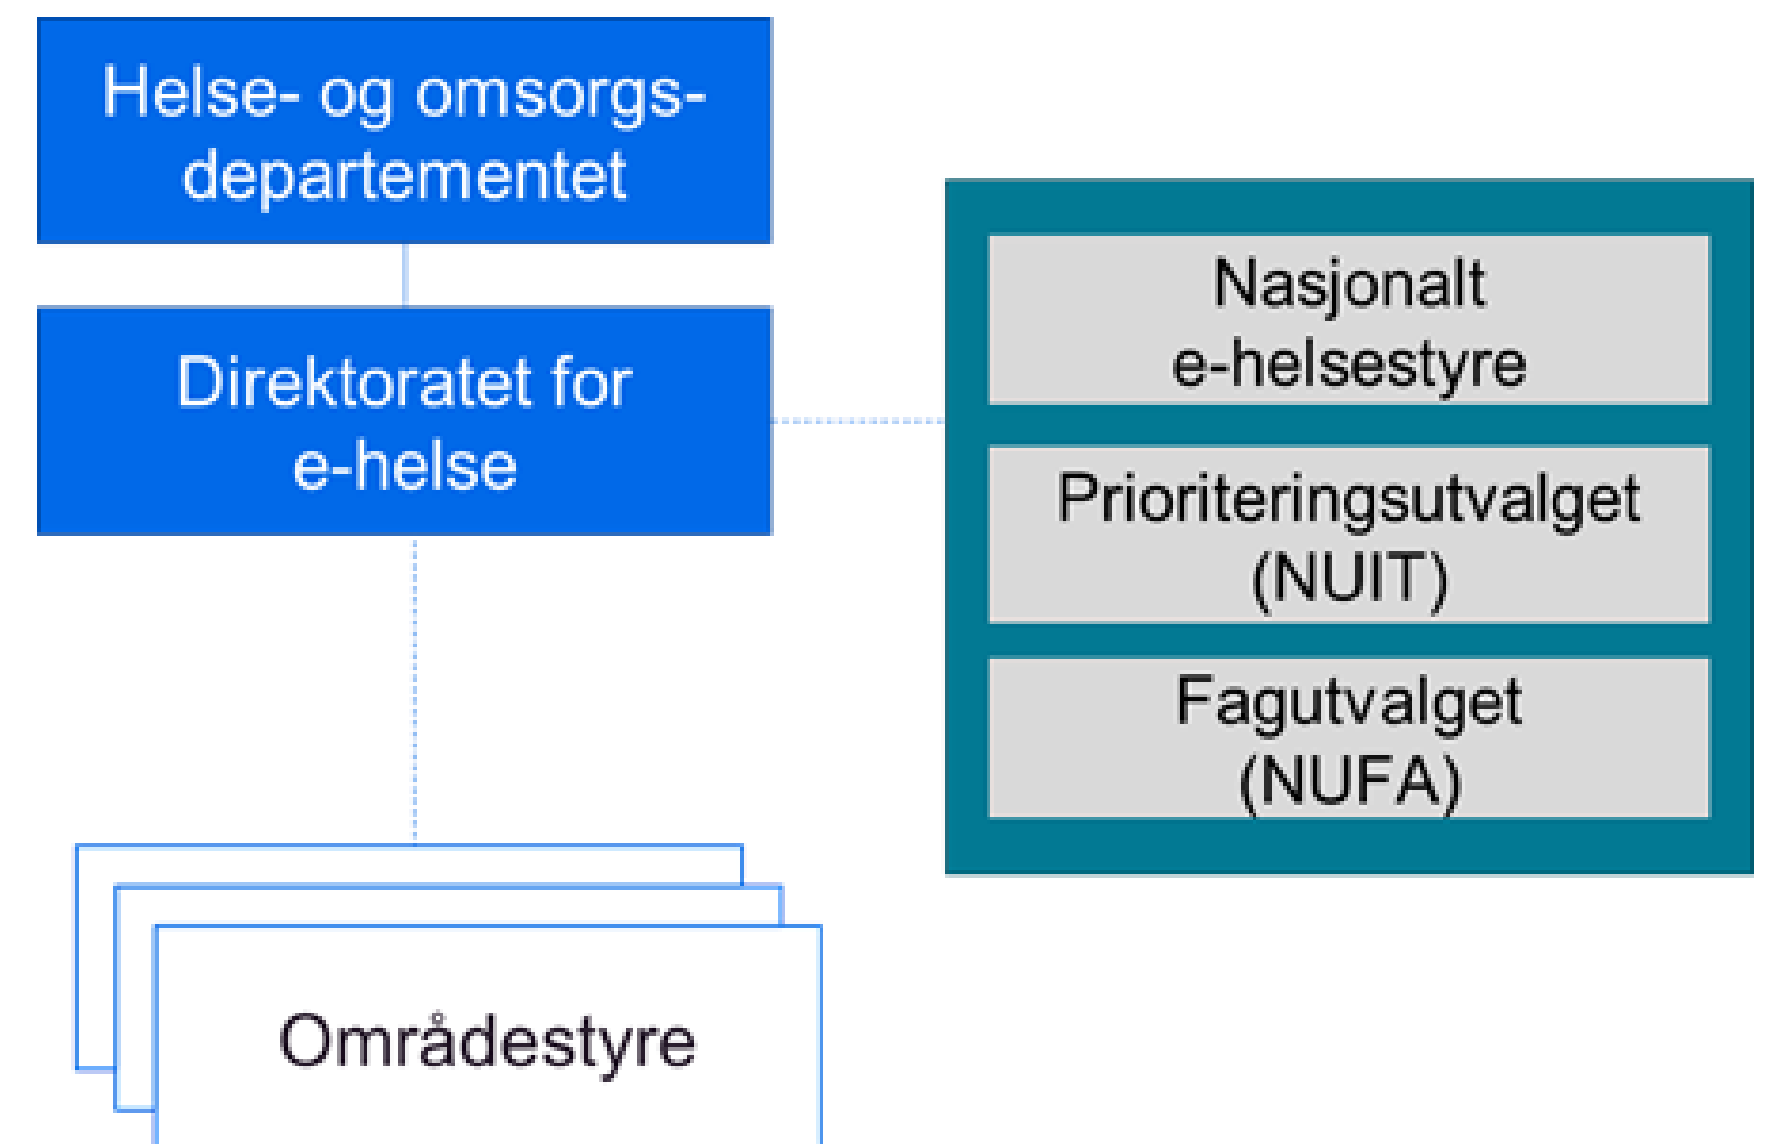 Helse- og omsorgs-
departementet
Direktoratet for
e-helse
Nasjonalt
e-helsestyre
Prioriteringsutvalget
(NUIT)
Fagutvalget
(NUFA)
Områdestyre